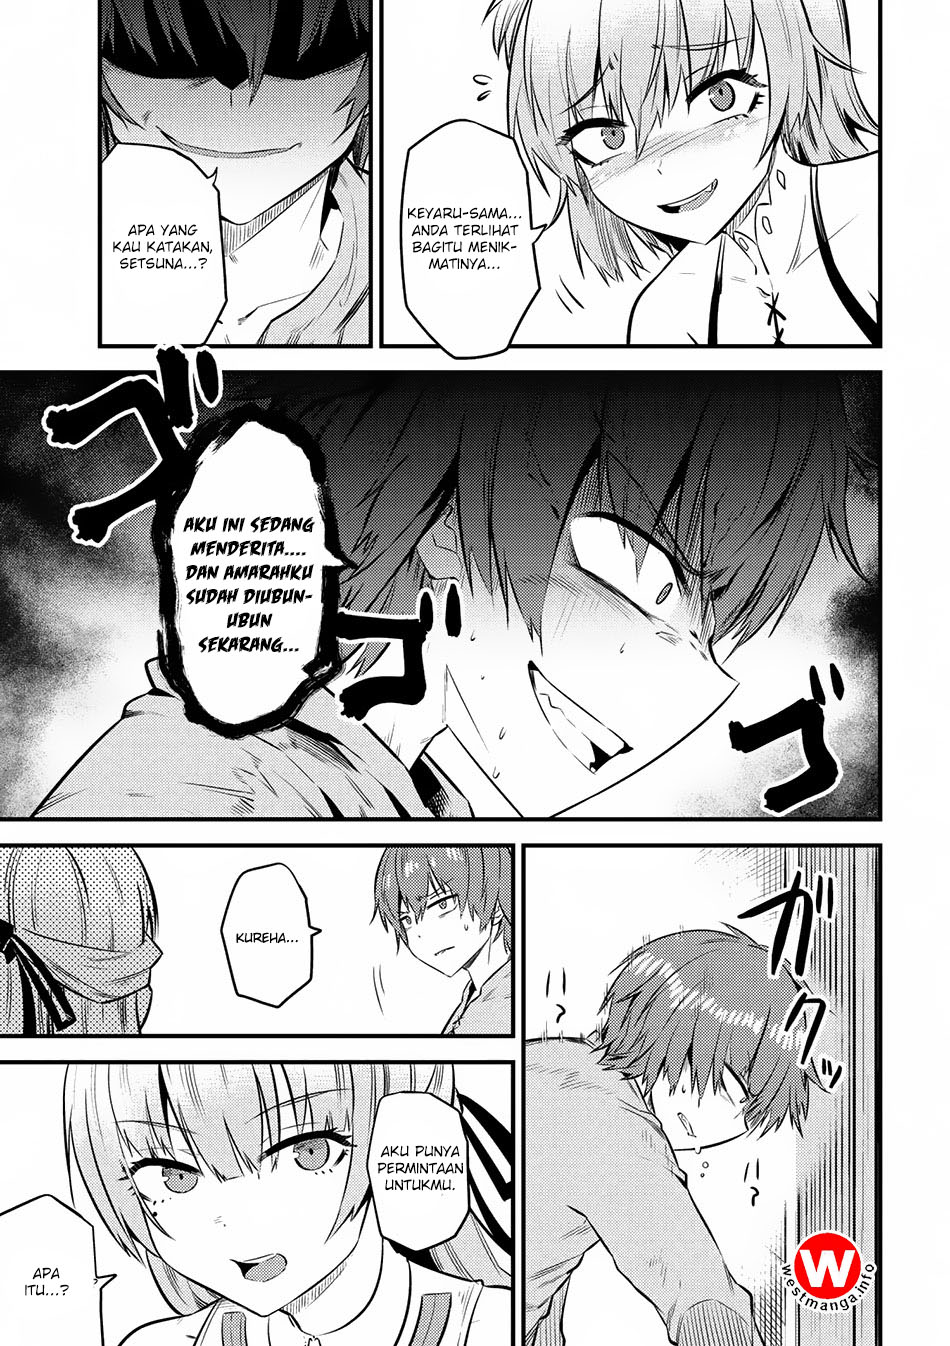 KEYARU-SAMA...
ANDA TERLIHAT
BAGITU MENIK-
MATINYA...
APA YANG
KAU KATAKAN,
SETSUNA...?
ゴ
ゴ
ゴ
AKU INI SEDANG
MENDERITA....
DAN AMARAHKU
SUDAH DIUBUN-
UBUN
SEKARANG...
ガクッ
KUREHA...
AKU PUNYA
PERMINTAAN
UNTUKMU.
APA
ITU...?
W
westmanga.info